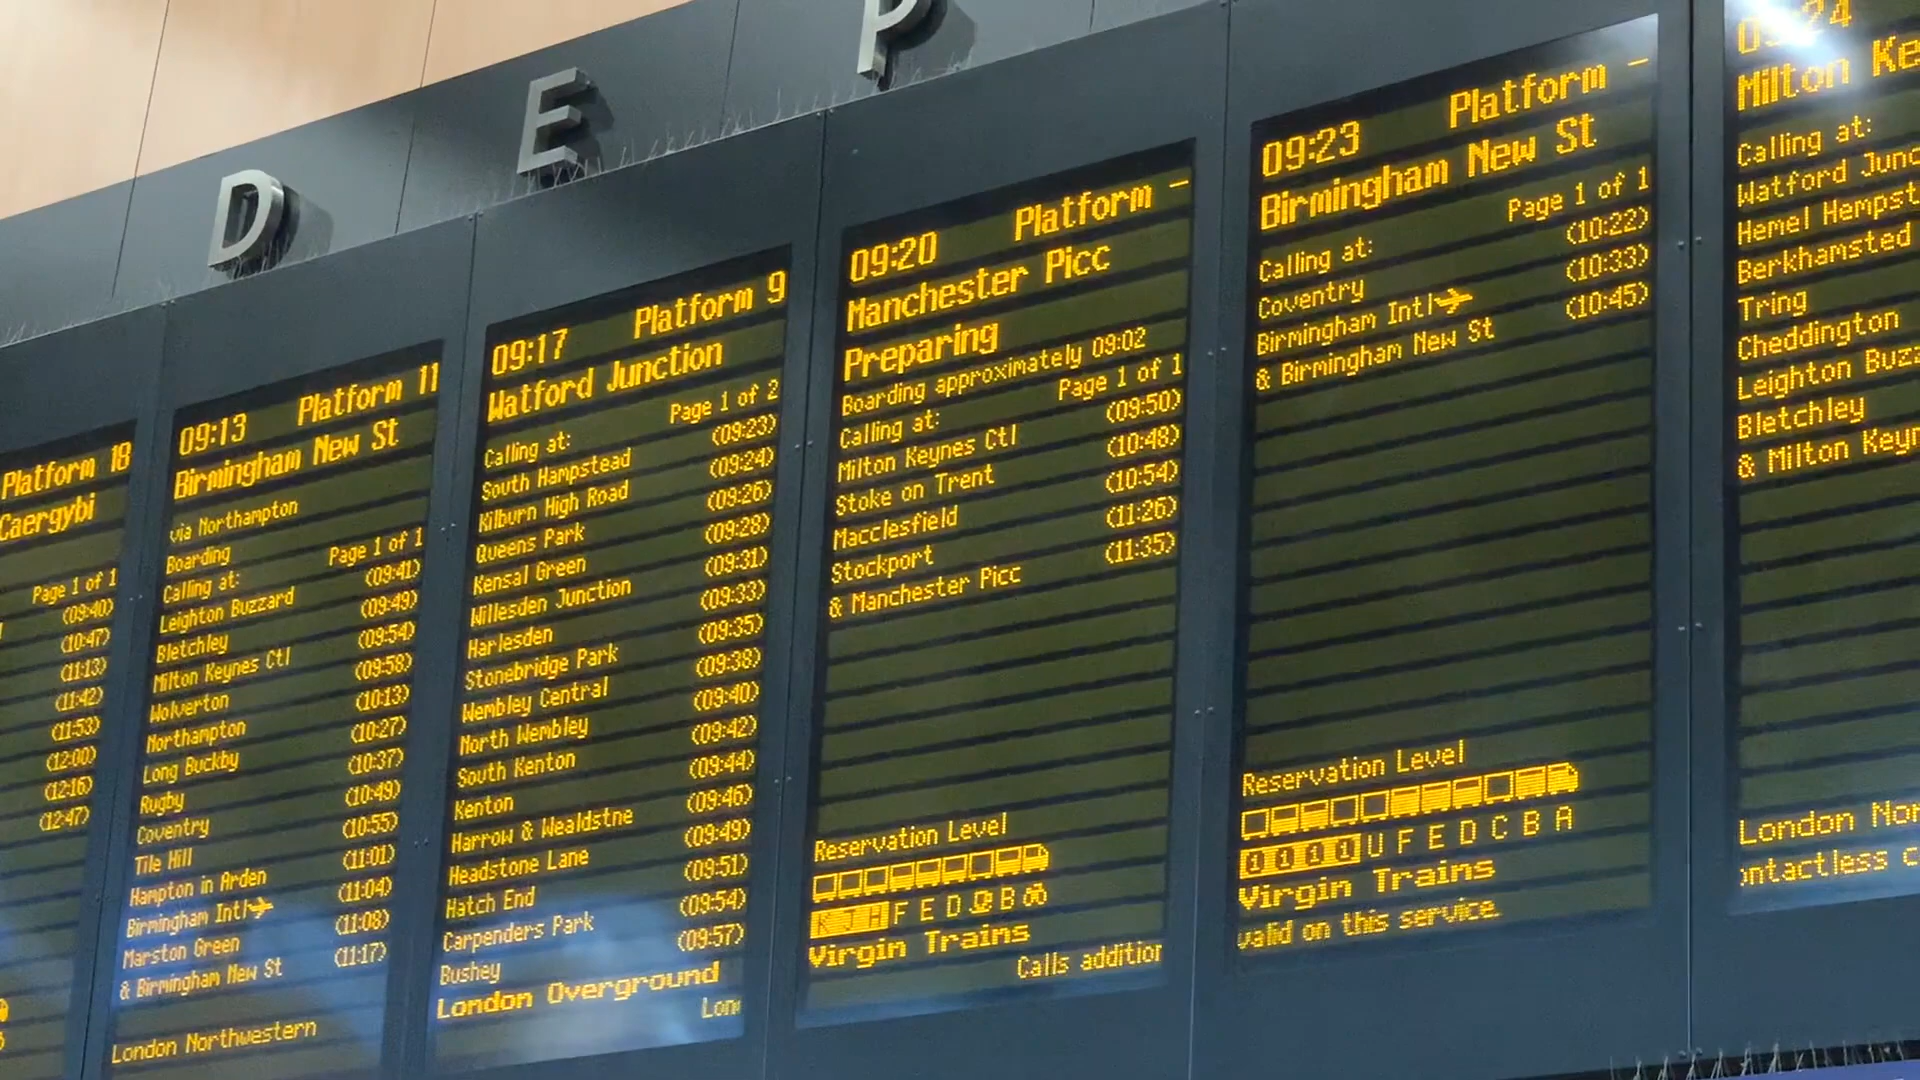 D E P
Platform 18
Caergybi
Page 1 of 1
(09:40)
(10:47)
(11:13)
(11:42)
(11:53)
(12:00)
(12:16)
(12:47)
09:13 Platform 11
Birmingham New St
via Northampton
Boarding
Page 1 of 1
Calling at:
Leighton Buzzard (09:41)
Bletchley (09:49)
Milton Keynes Ctl (09:54)
Wolverton (09:58)
Northampton (10:13)
Long Buckby (10:27)
Rugby (10:37)
Coventry (10:49)
Tile Hill (10:55)
Hampton in Arden (11:01)
Birmingham Intl (11:04)
Marston Green (11:08)
& Birmingham New St (11:17)
London Northwestern
09:17 Platform 9
Watford Junction
Page 1 of 2
Calling at:
South Hampstead (09:23)
Kilburn High Road (09:24)
Queens Park (09:26)
Kensal Green (09:28)
Willesden Junction (09:31)
Harlesden (09:33)
Stonebridge Park (09:35)
Wembley Central (09:38)
North Wembley (09:40)
South Kenton (09:42)
Kenton (09:44)
Harrow & Wealdstne (09:46)
Headstone Lane (09:49)
Hatch End (09:51)
Carpenders Park (09:54)
Bushey (09:57)
London Overground
Lon
09:20 Platform -
Manchester Picc
Preparing
Boarding approximately 09:02
Page 1 of 1
Calling at:
Milton Keynes Ctl (09:50)
Stoke on Trent (10:48)
Macclesfield (10:54)
Stockport (11:26)
& Manchester Picc (11:35)
Reservation Level
K J H F E D B
Virgin Trains
Calls addition
09:23 Platform -
Birmingham New St
Page 1 of 1
Calling at:
Coventry (10:22)
Birmingham Intl (10:33)
& Birmingham New St (10:45)
Reservation Level
1 1 1 1 U F E D C B A
Virgin Trains
valid on this service.
Milton Ke
Calling at:
Watford Junc
Hemel Hempst
Berkhamsted
Tring
Cheddington
Leighton Buzz
Bletchley
& Milton Keyn
London Nor
ontactless c